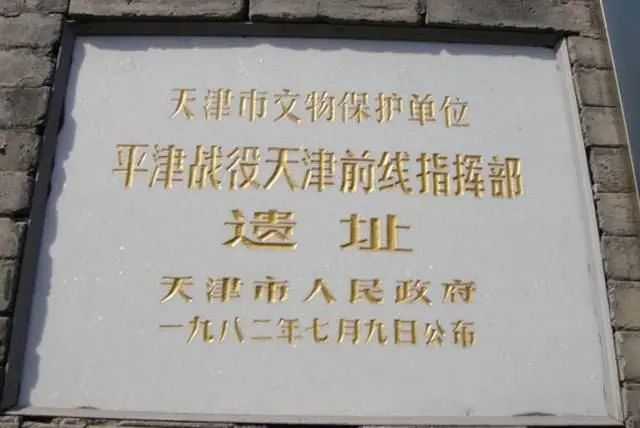 天津市文物保护单位
平津战役天津前线指挥部
遗址
天津市人民政府
一九八二年七月九日公布